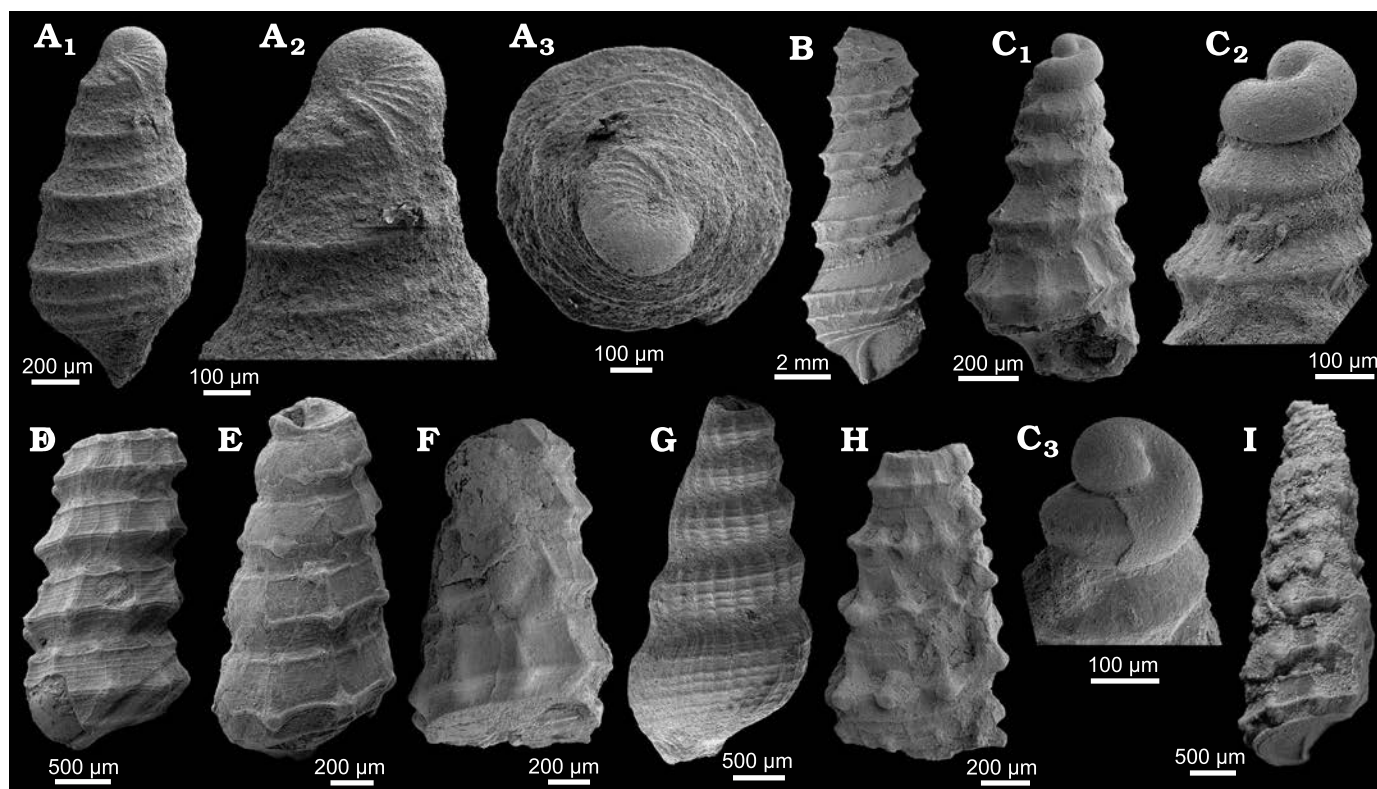 A1 A2 A3 B C1 C2
200 µm 100 µm 100 µm 2 mm 200 µm 100 µm
D E F G H C3 I
100 µm
500 µm 200 µm 200 µm 500 µm 200 µm 500 µm